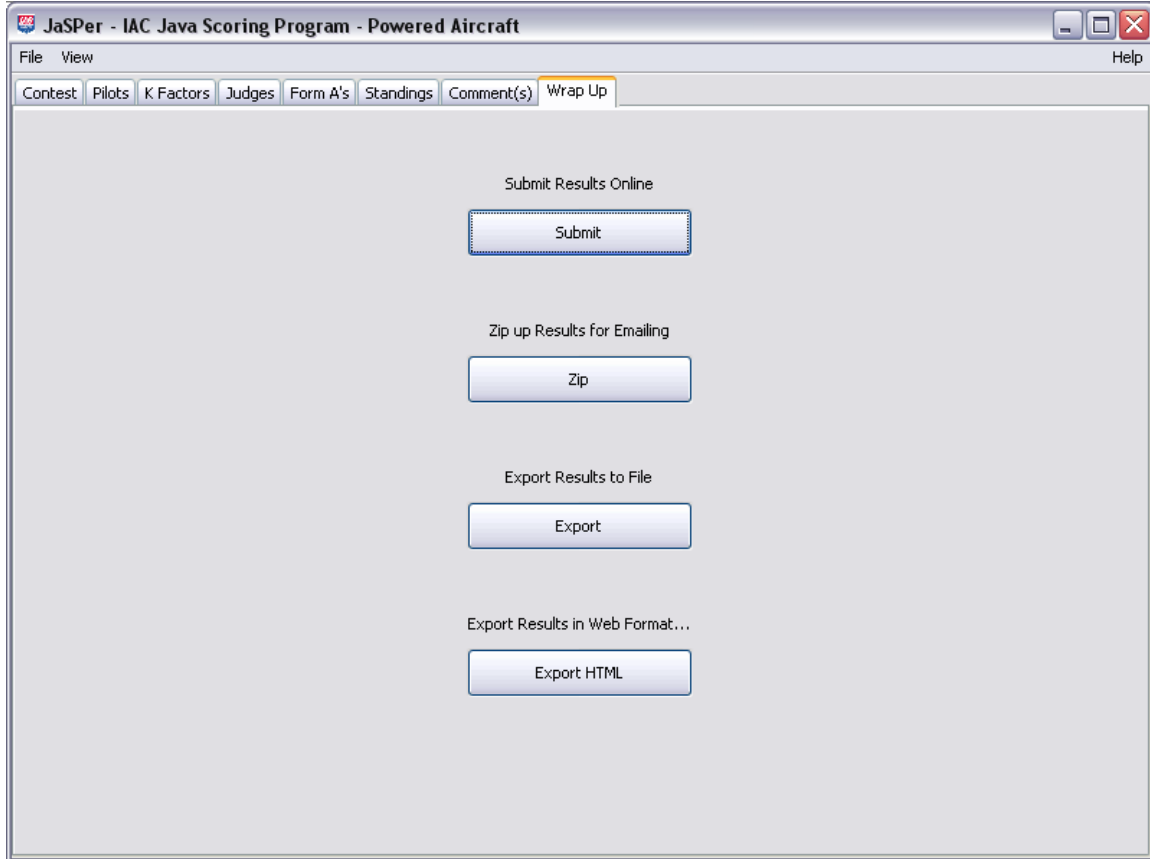 JaSPer - IAC Java Scoring Program - Powered Aircraft
File View Help
Contest Pilots K Factors Judges Form A's Standings Comment(s) Wrap Up
Submit Results Online
Submit
Zip up Results for Emailing
Zip
Export Results to File
Export
Export Results in Web Format...
Export HTML